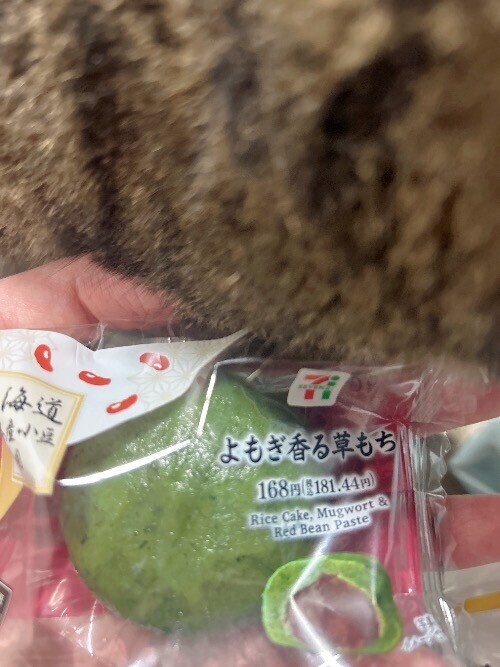 海道
産小豆
よもぎ香る草もち
168円(税込181.44円)
Rice Cake, Mugwort &
Red Bean Paste